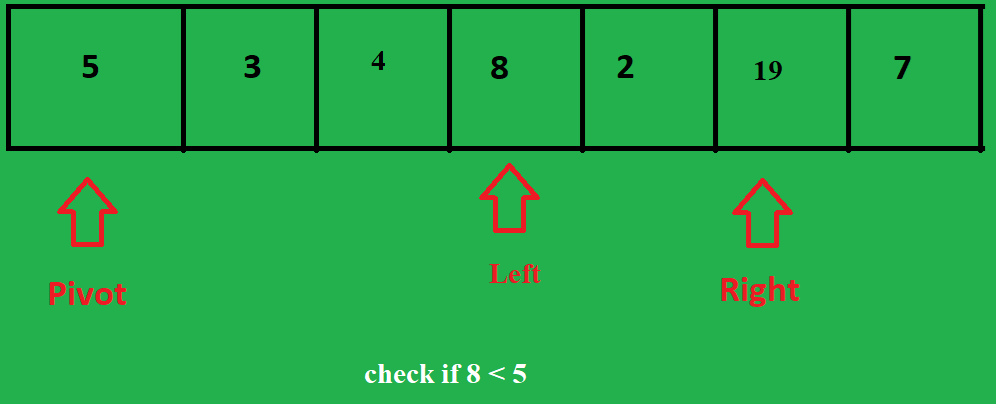 5 3 4 8 2 19 7
Pivot Left Right
check if 8 < 5